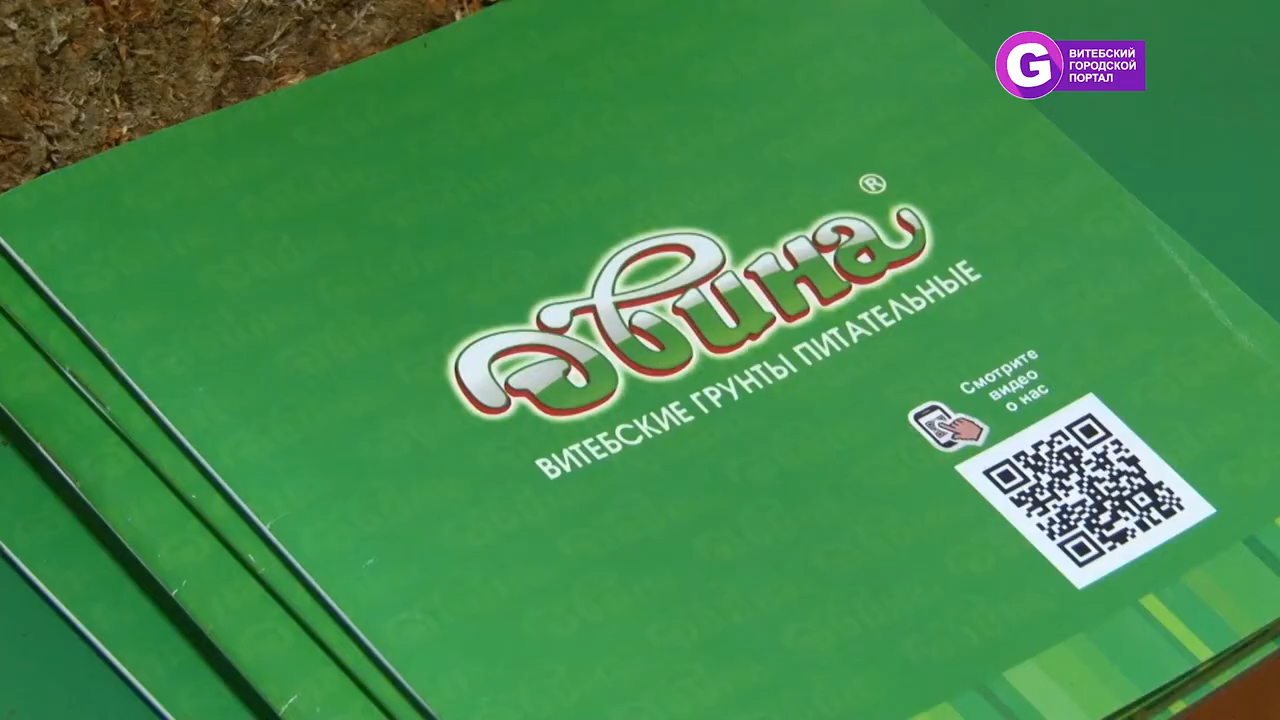 G
ВИТЕБСКИЙ
ГОРОДСКОЙ
ПОРТАЛ
Двина ®
ВИТЕБСКИЕ ГРУНТЫ ПИТАТЕЛЬНЫЕ
Смотрите
видео
о нас